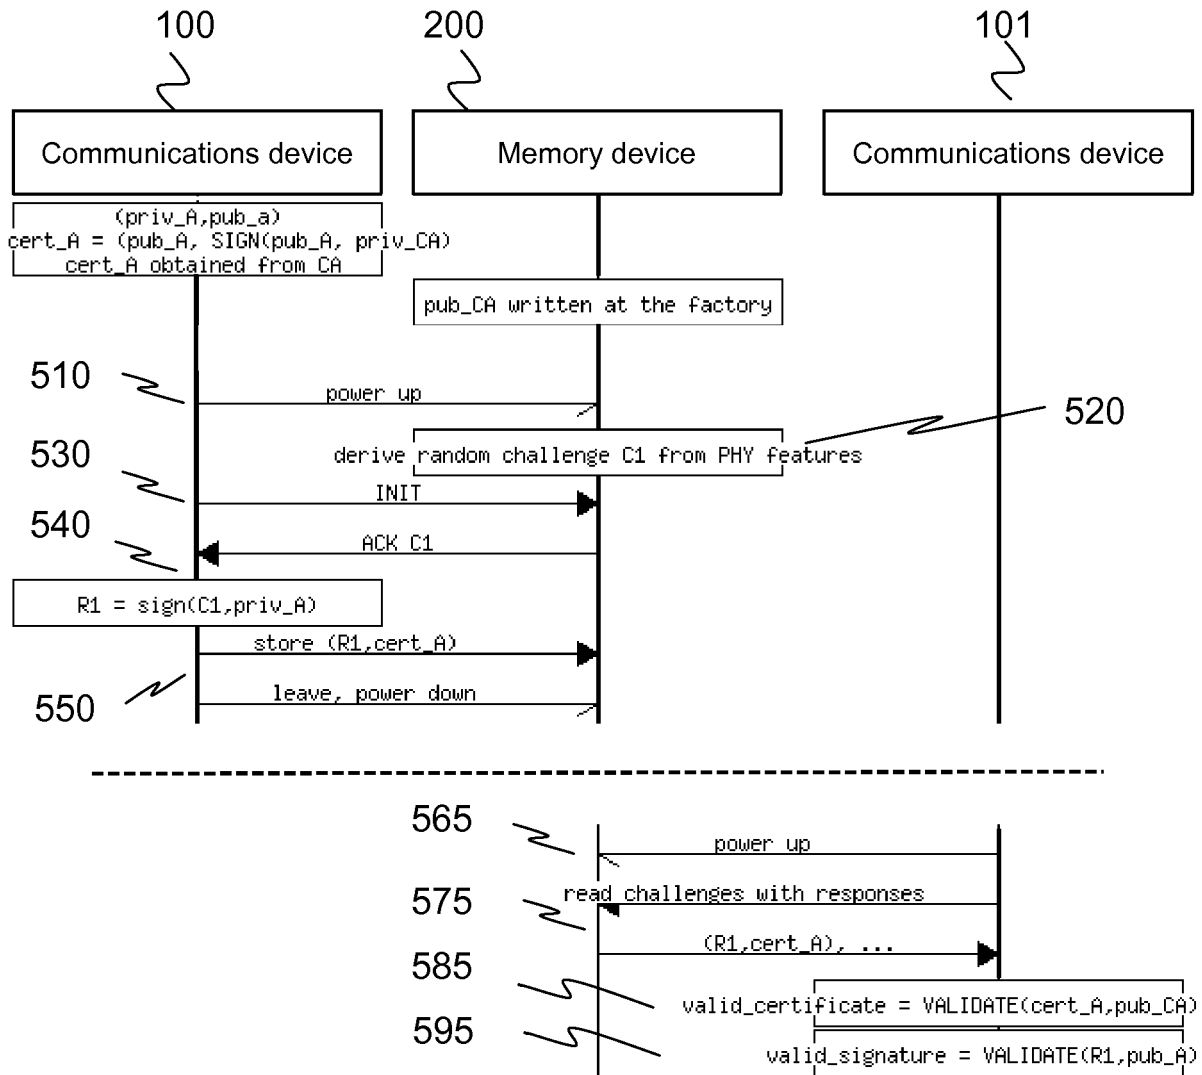 100
200
101
Communications device
Memory device
Communications device
(priv_A,pub_a)
cert_A = (pub_A, SIGN(pub_A, priv_CA)
cert_A obtained from CA
pub_CA written at the factory
510
power up
520
derive random challenge C1 from PHY features
530
INIT
540
ACK C1
R1 = sign(C1,priv_A)
store (R1,cert_A)
550
leave, power down
565
power up
read challenges with responses
575
(R1,cert_A), ...
585
valid_certificate = VALIDATE(cert_A,pub_CA)
595
valid_signature = VALIDATE(R1,pub_A)